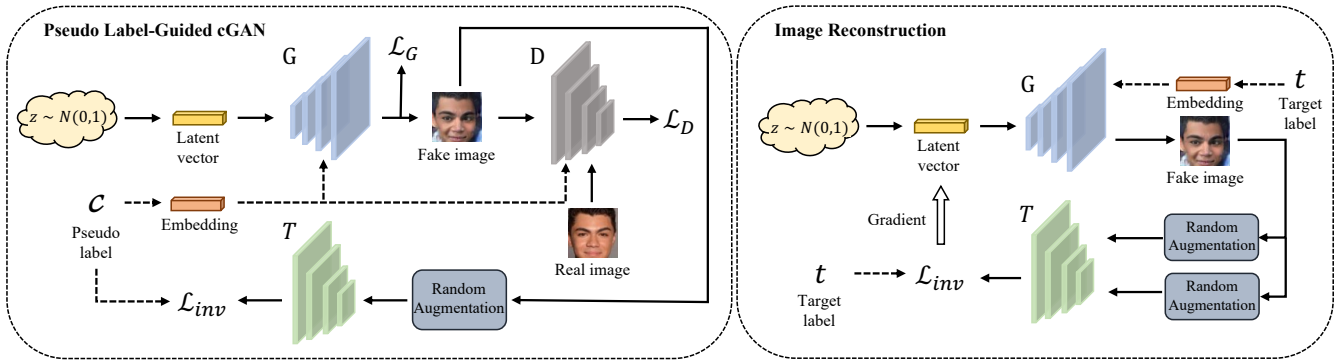 Pseudo Label-Guided cGAN
G
ℒ_G
D
z ~ N(0,1)
Latent
vector
Fake image
ℒ_D
c
Pseudo
label
Embedding
T
Real image
ℒ_inv
Random
Augmentation
Image Reconstruction
G
Embedding
t
Target
label
z ~ N(0,1)
Latent
vector
Fake image
Gradient
T
Random
Augmentation
t
Target
label
ℒ_inv
Random
Augmentation